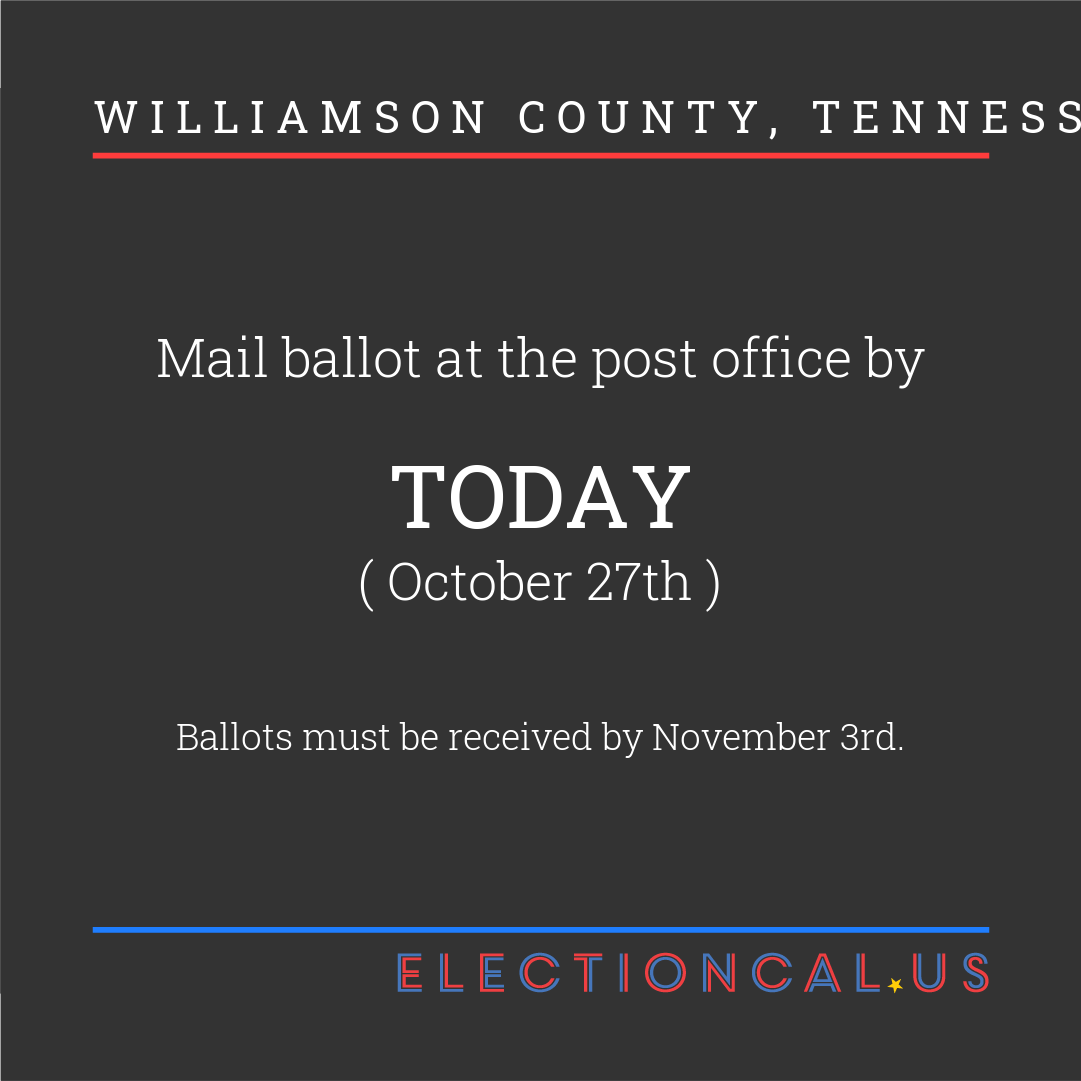 WILLIAMSON COUNTY, TENNESS
Mail ballot at the post office by
TODAY
( October 27th )
Ballots must be received by November 3rd.
ELECTIONCAL.US